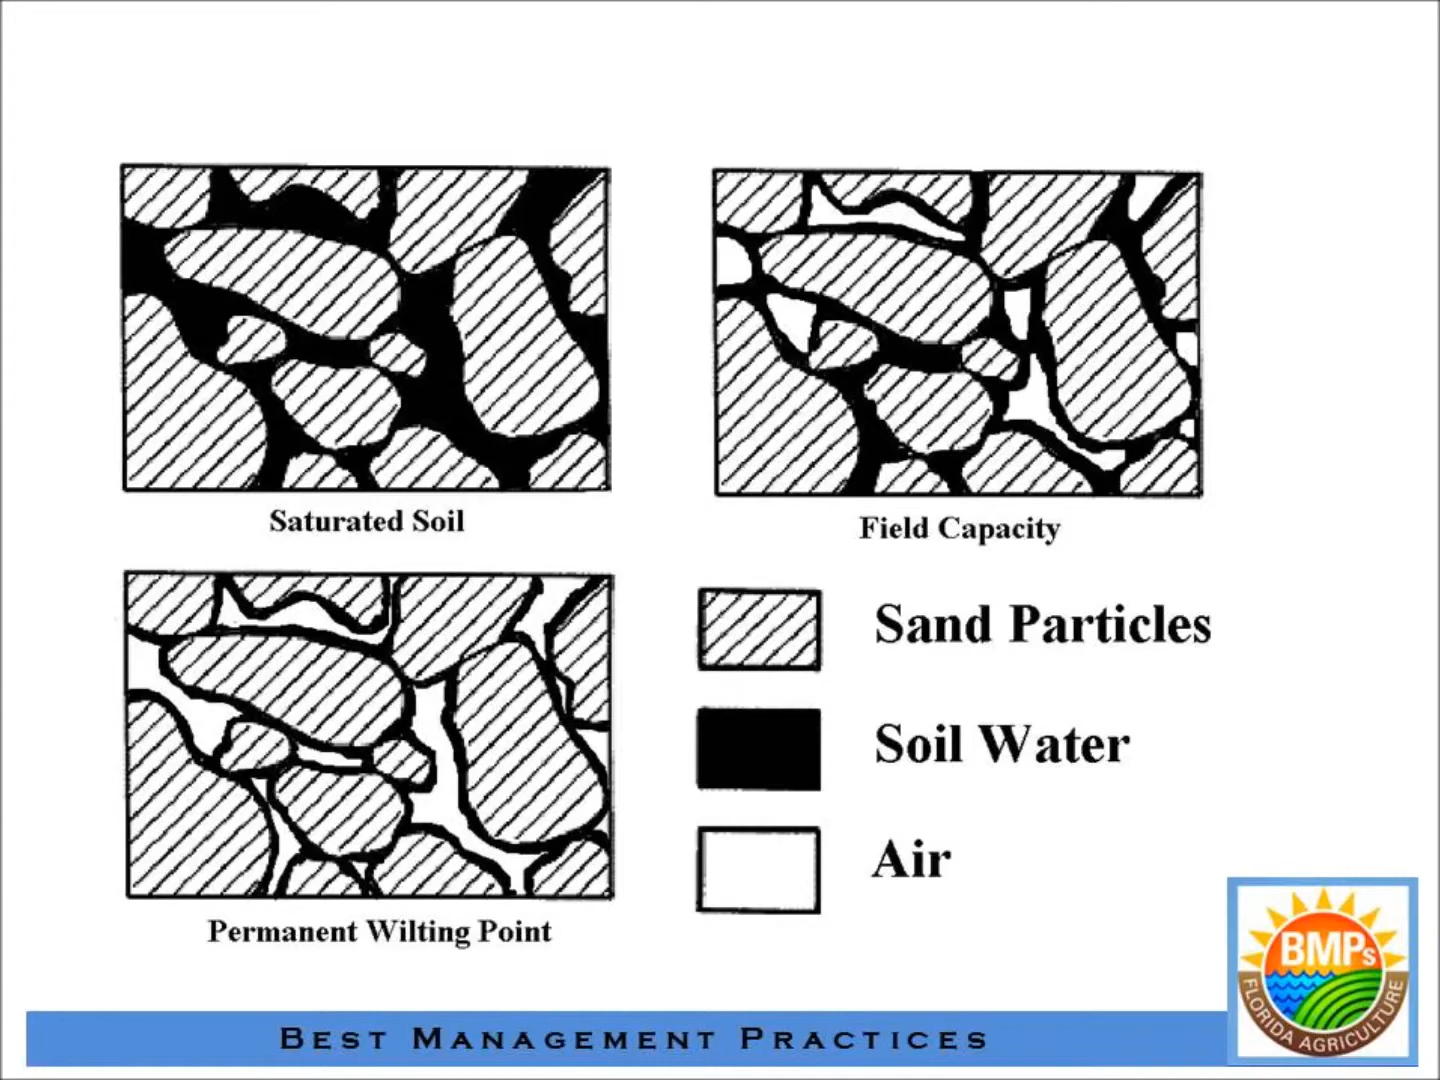 Saturated Soil
Field Capacity
Permanent Wilting Point
Sand Particles
Soil Water
Air
BMPs
FLORIDA AGRICULTURE
BEST MANAGEMENT PRACTICES